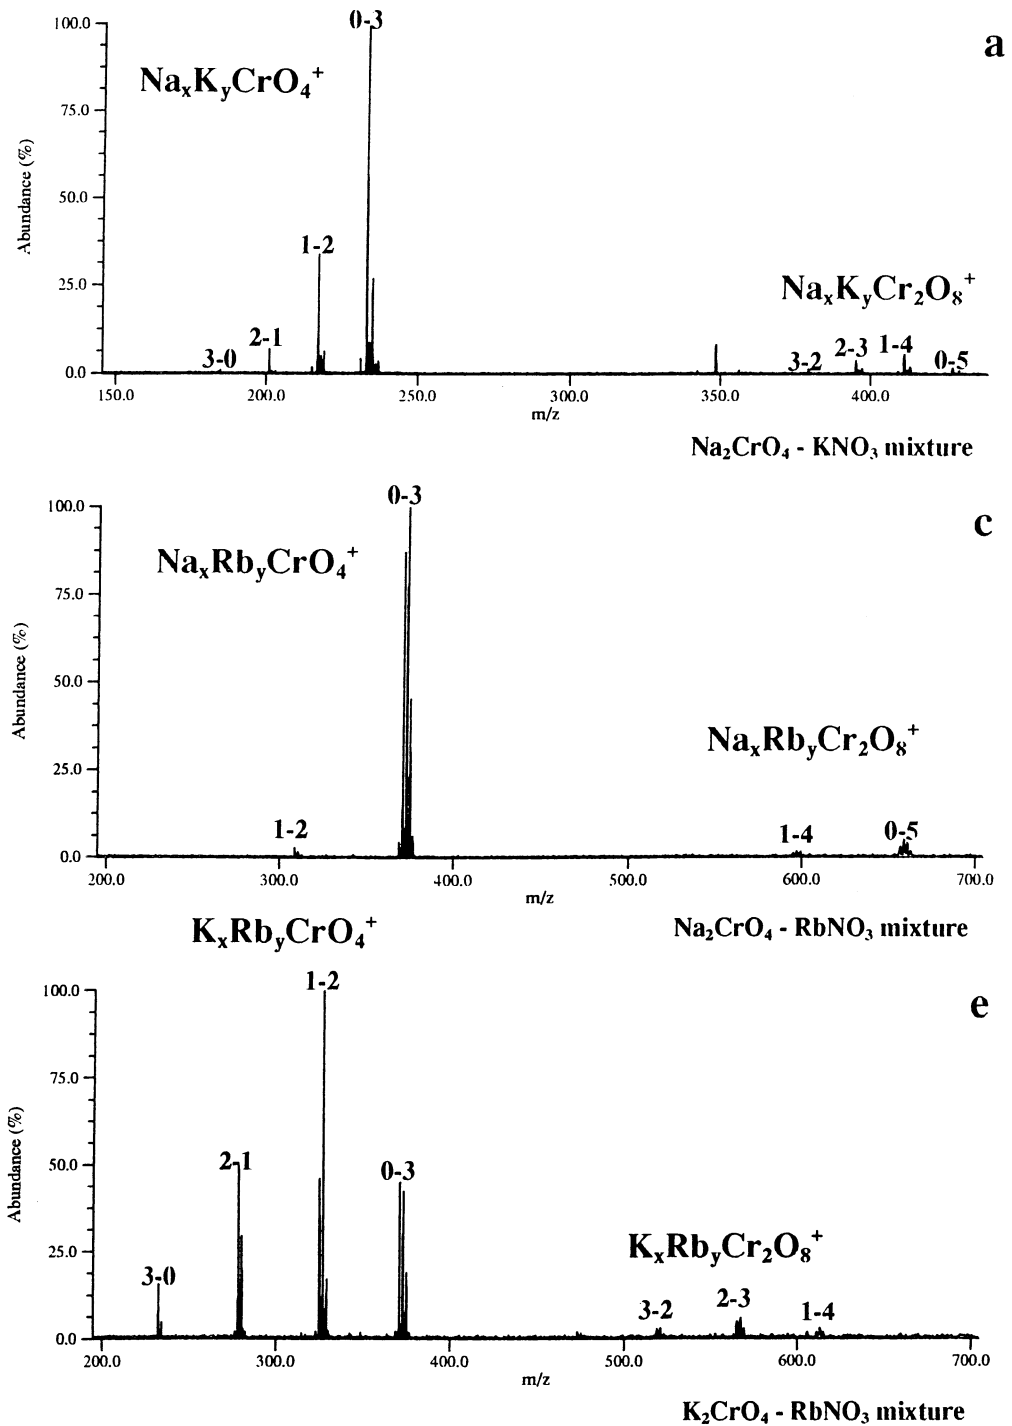 a
100.0
75.0
50.0
25.0
0.0
Abundance (%)
NaₓKᵧCrO₄⁺
0-3
1-2
2-1
3-0
NaₓKᵧCr₂O₈⁺
3-2
2-3
1-4
0-5
150.0 200.0 250.0 300.0 350.0 400.0
m/z
Na₂CrO₄ - KNO₃ mixture
c
100.0
75.0
50.0
25.0
0.0
Abundance (%)
NaₓRbᵧCrO₄⁺
0-3
1-2
NaₓRbᵧCr₂O₈⁺
1-4
0-5
200.0 300.0 400.0 500.0 600.0 700.0
m/z
Na₂CrO₄ - RbNO₃ mixture
KₓRbᵧCrO₄⁺
e
100.0
75.0
50.0
25.0
0.0
Abundance (%)
1-2
2-1
0-3
3-0
KₓRbᵧCr₂O₈⁺
3-2
2-3
1-4
200.0 300.0 400.0 500.0 600.0 700.0
m/z
K₂CrO₄ - RbNO₃ mixture